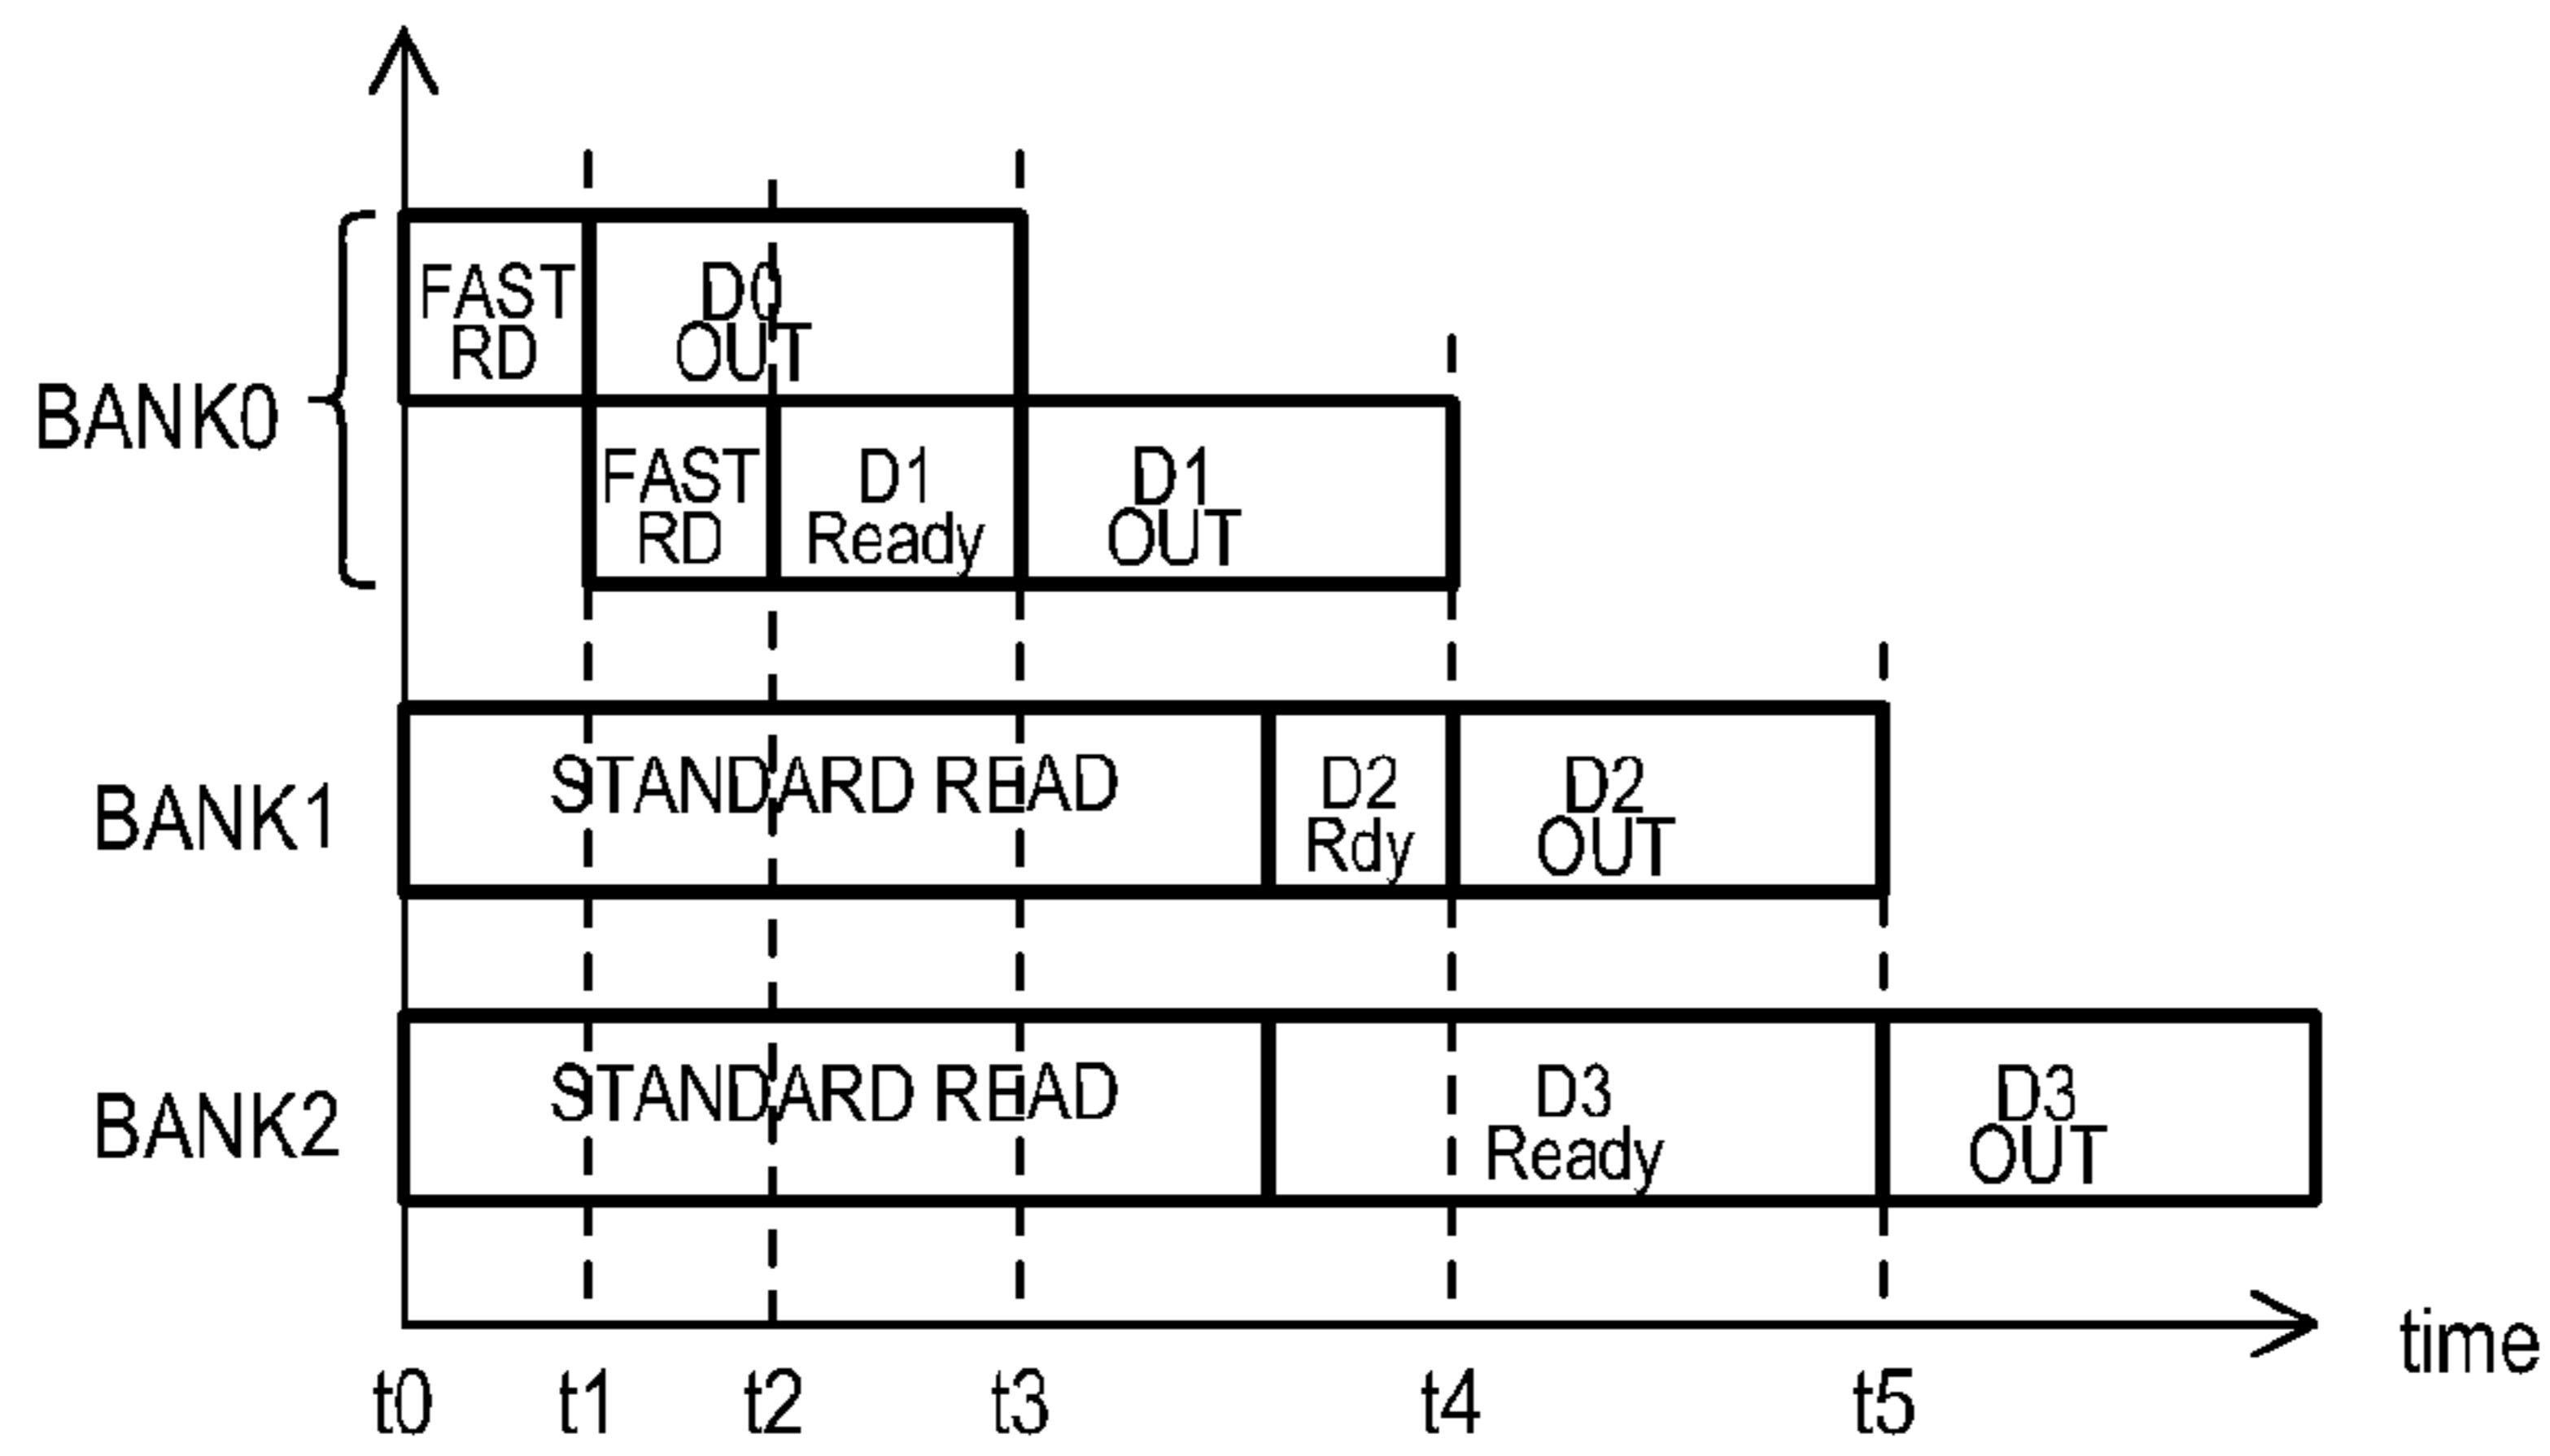 FAST
RD
D0
OUT
BANK0
FAST
RD
D1
Ready
D1
OUT
BANK1
STANDARD READ
D2
Rdy
D2
OUT
BANK2
STANDARD READ
D3
Ready
D3
OUT
time
t0 t1 t2 t3 t4 t5